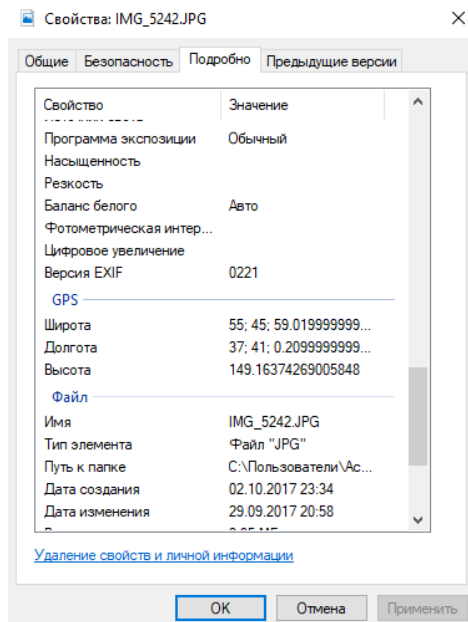 Свойства: IMG_5242.JPG
Общие Безопасность Подробно Предыдущие версии
Свойство Значение
Программа экспозиции Обычный
Насыщенность
Резкость
Баланс белого Авто
Фотометрическая интер...
Цифровое увеличение
Версия EXIF 0221
GPS
Широта 55; 45; 59.019999999...
Долгота 37; 41; 0.2099999999...
Высота 149.16374269005848
Файл
Имя IMG_5242.JPG
Тип элемента Файл "JPG"
Путь к папке C:\Пользователи\Ас...
Дата создания 02.10.2017 23:34
Дата изменения 29.09.2017 20:58
Удаление свойств и личной информации
OK Отмена Применить